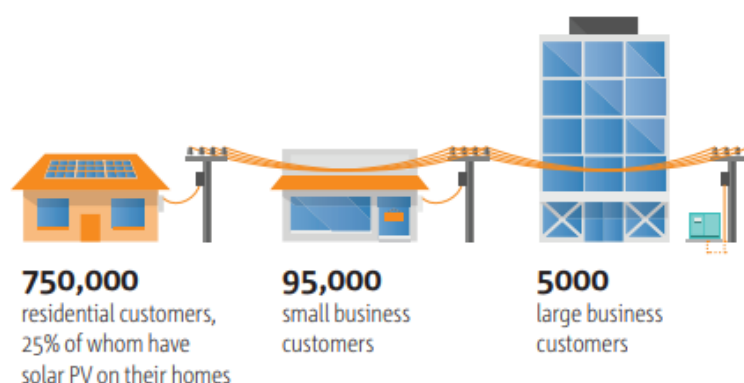 750,000
residential customers,
25% of whom have
solar PV on their homes
95,000
small business
customers
5000
large business
customers